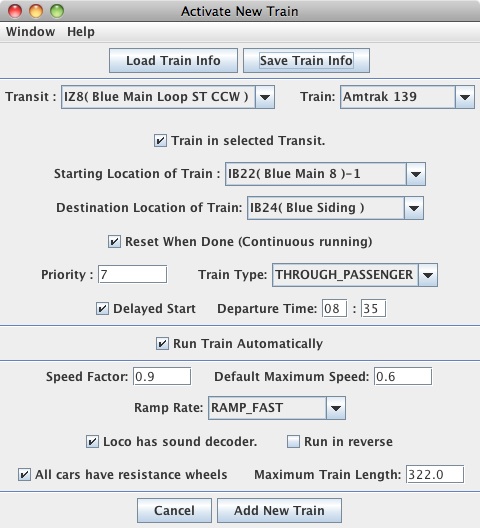 Activate New Train
Window Help
Load Train Info Save Train Info
Transit : IZ8( Blue Main Loop ST CCW ) Train: Amtrak 139
Train in selected Transit.
Starting Location of Train : IB22( Blue Main 8 )-1
Destination Location of Train: IB24( Blue Siding )
Reset When Done (Continuous running)
Priority : 7 Train Type: THROUGH_PASSENGER
Delayed Start Departure Time: 08 : 35
Run Train Automatically
Speed Factor: 0.9 Default Maximum Speed: 0.6
Ramp Rate: RAMP_FAST
Loco has sound decoder. Run in reverse
All cars have resistance wheels Maximum Train Length: 322.0
Cancel Add New Train